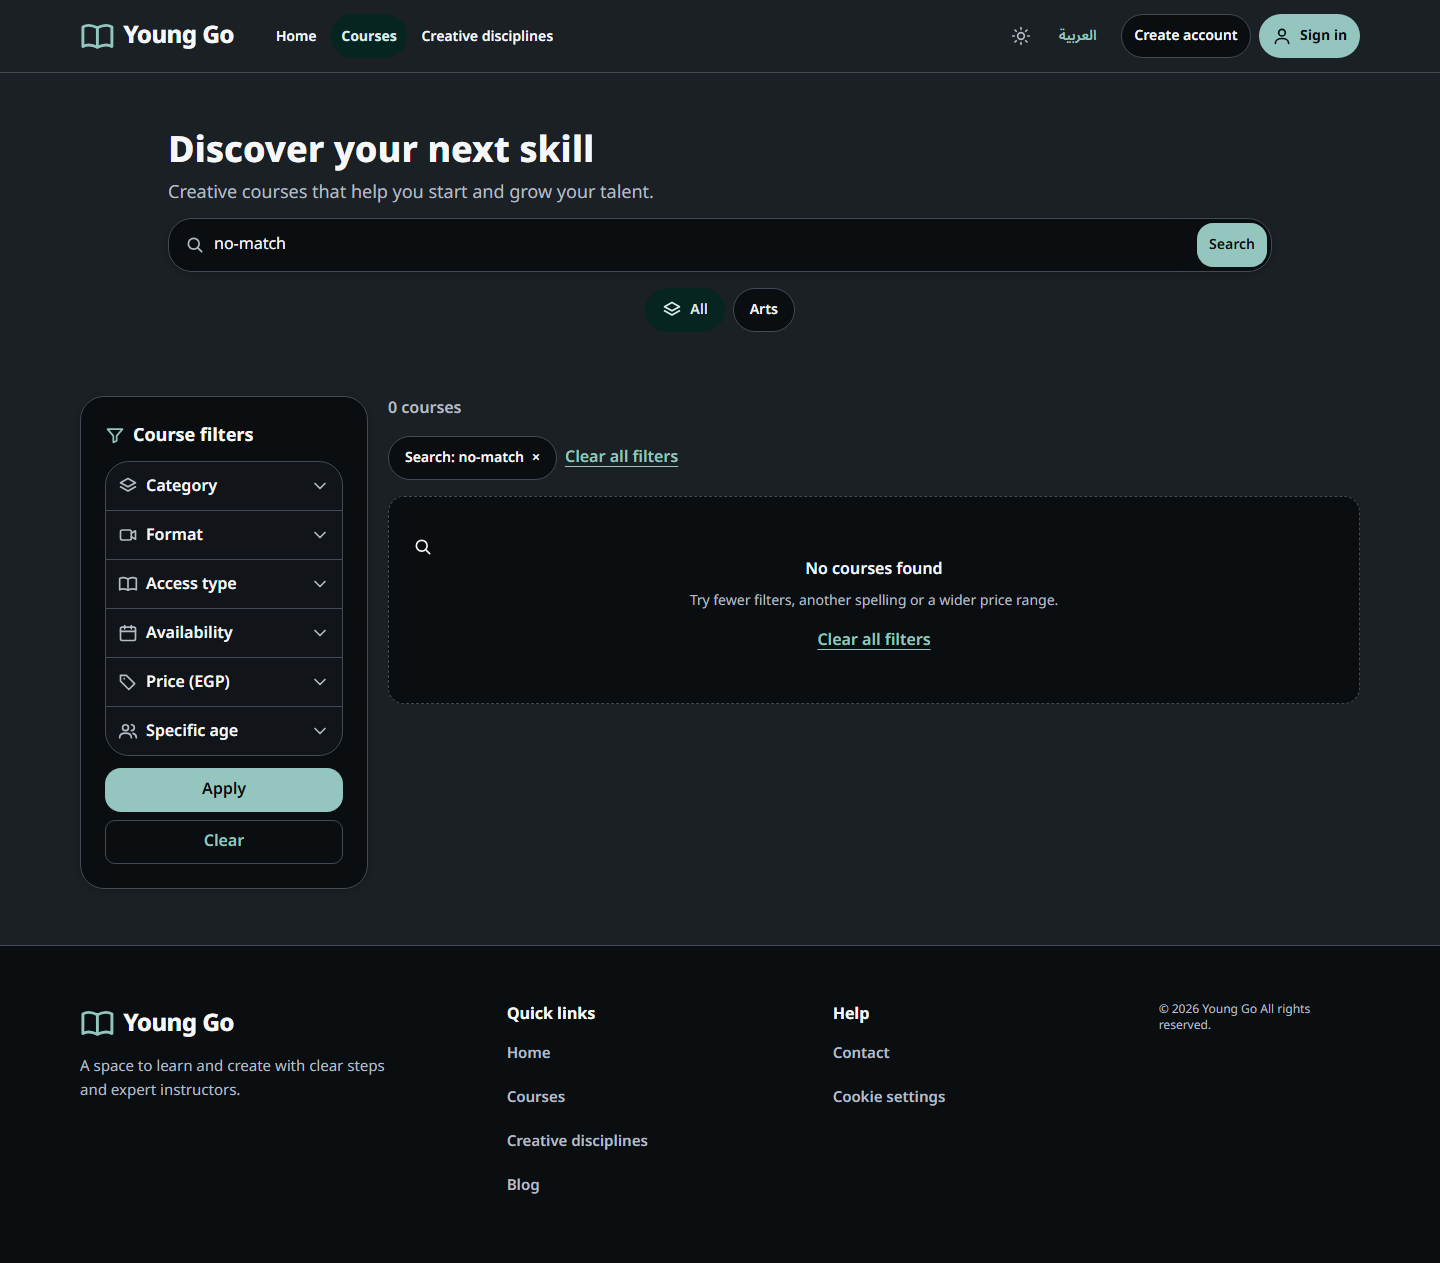 Young Go
Home
Courses
Creative disciplines
العربية
Create account
Sign in
Discover your next skill
Creative courses that help you start and grow your talent.
no-match
Search
All
Arts
Course filters
Category
Format
Access type
Availability
Price (EGP)
Specific age
Apply
Clear
0 courses
Search: no-match ×
Clear all filters
No courses found
Try fewer filters, another spelling or a wider price range.
Clear all filters
Young Go
A space to learn and create with clear steps
and expert instructors.
Quick links
Home
Courses
Creative disciplines
Blog
Help
Contact
Cookie settings
© 2026 Young Go All rights
reserved.